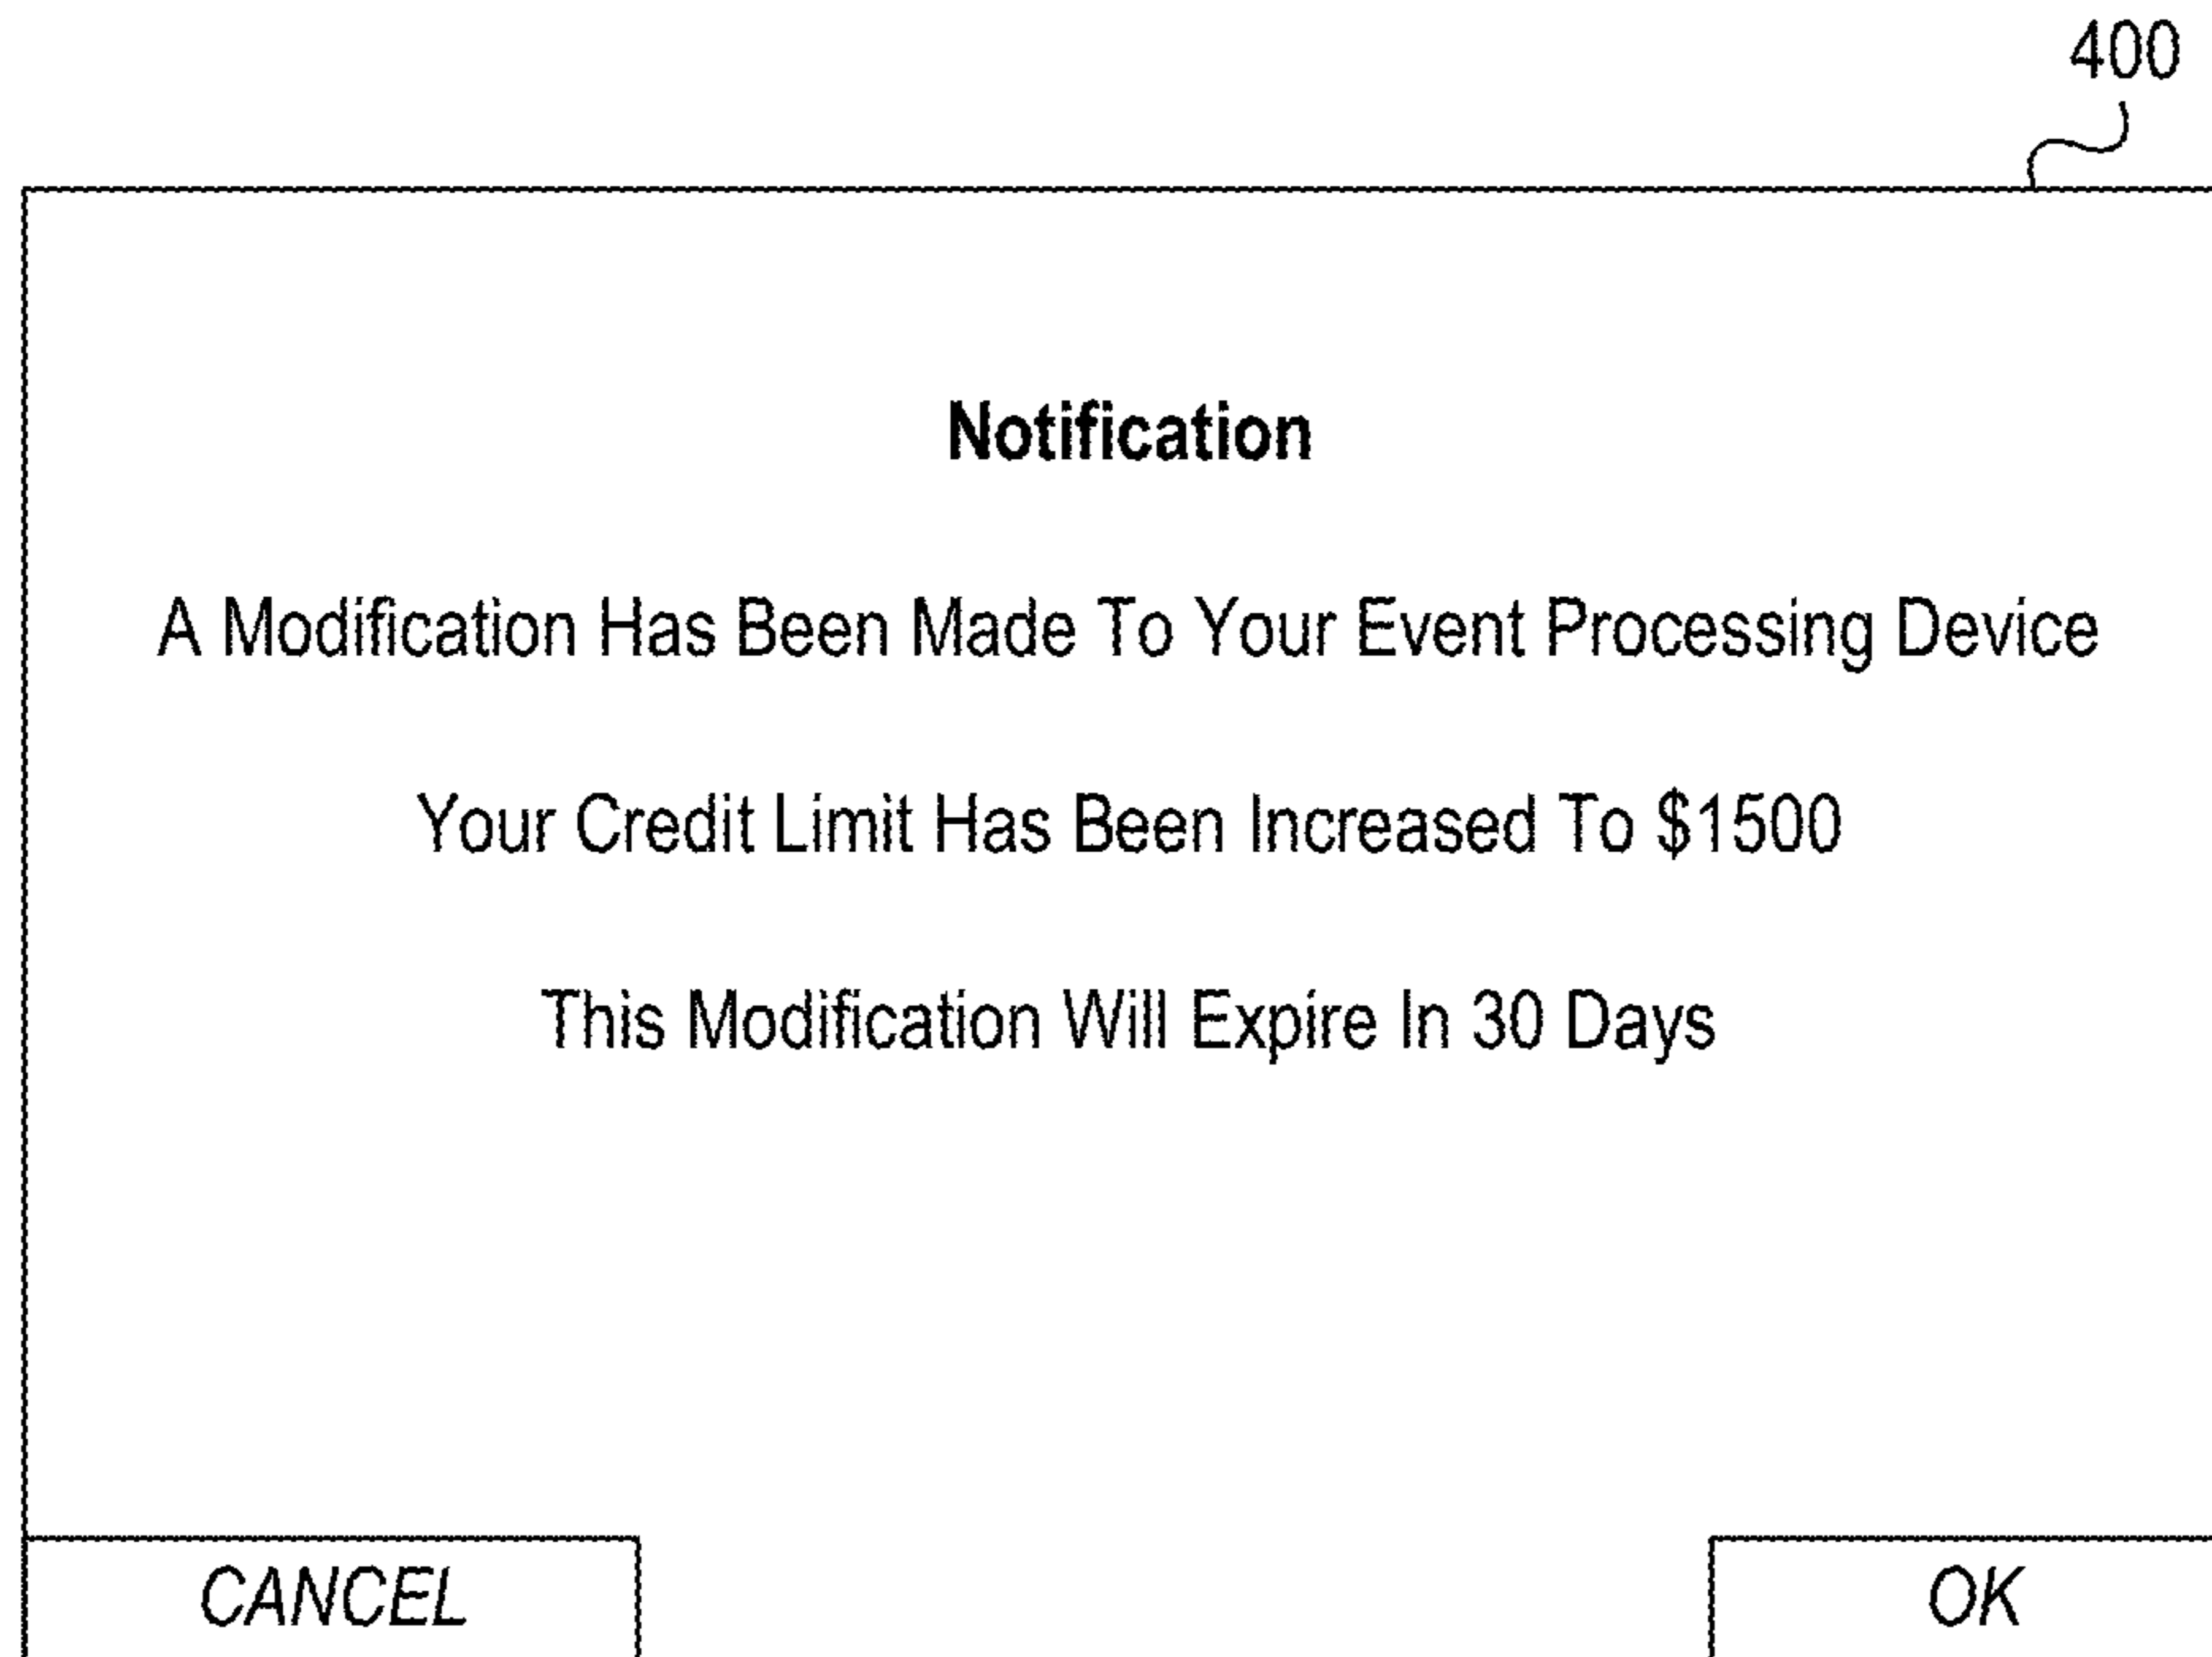 400
Notification
A Modification Has Been Made To Your Event Processing Device
Your Credit Limit Has Been Increased To $1500
This Modification Will Expire In 30 Days
CANCEL
OK